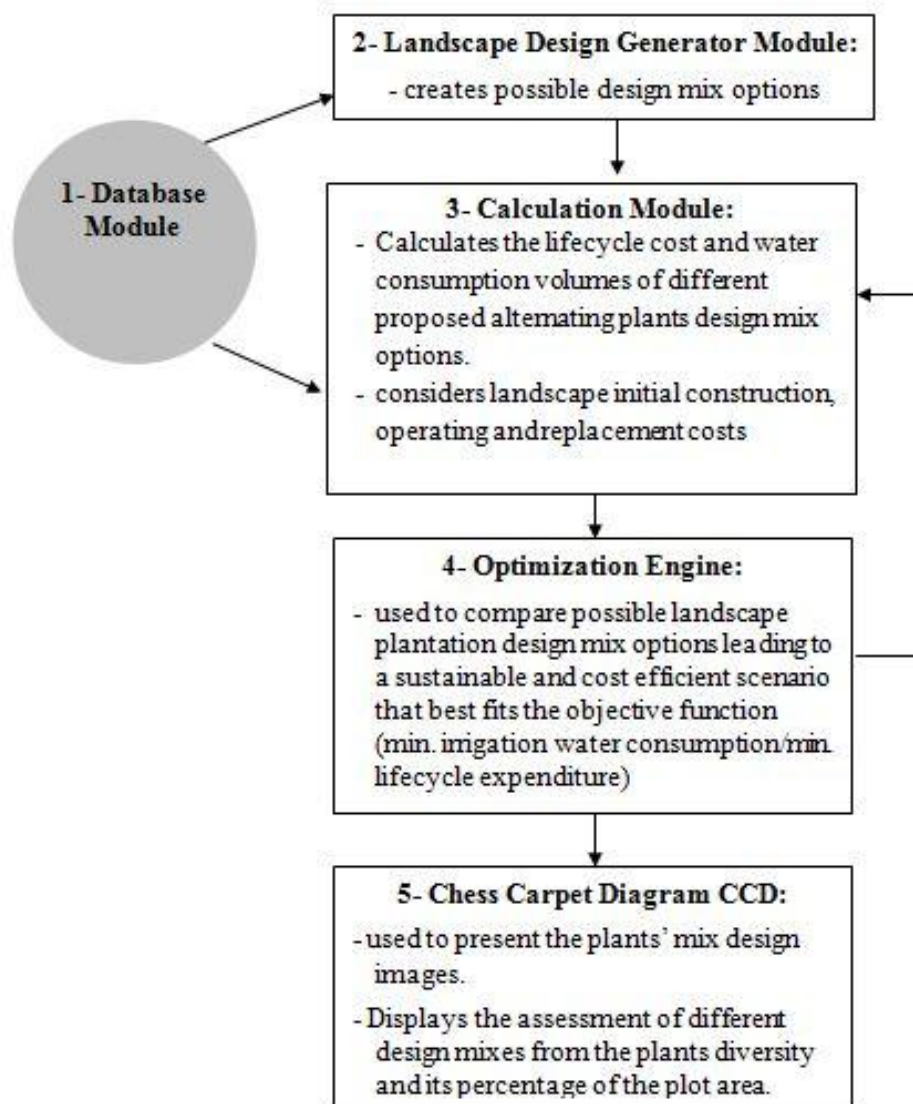 2- Landscape Design Generator Module:
- creates possible design mix options
1- Database
Module
3- Calculation Module:
- Calculates the lifecycle cost and water
consumption volumes of different
proposed alternating plants design mix
options.
- considers landscape initial construction,
operating and replacement costs
4- Optimization Engine:
- used to compare possible landscape
plantation design mix options leading to
a sustainable and cost efficient scenario
that best fits the objective function
(min. irrigation water consumption/min.
lifecycle expenditure)
5- Chess Carpet Diagram CCD:
- used to present the plants’ mix design
images.
- Displays the assessment of different
design mixes from the plants diversity
and its percentage of the plot area.